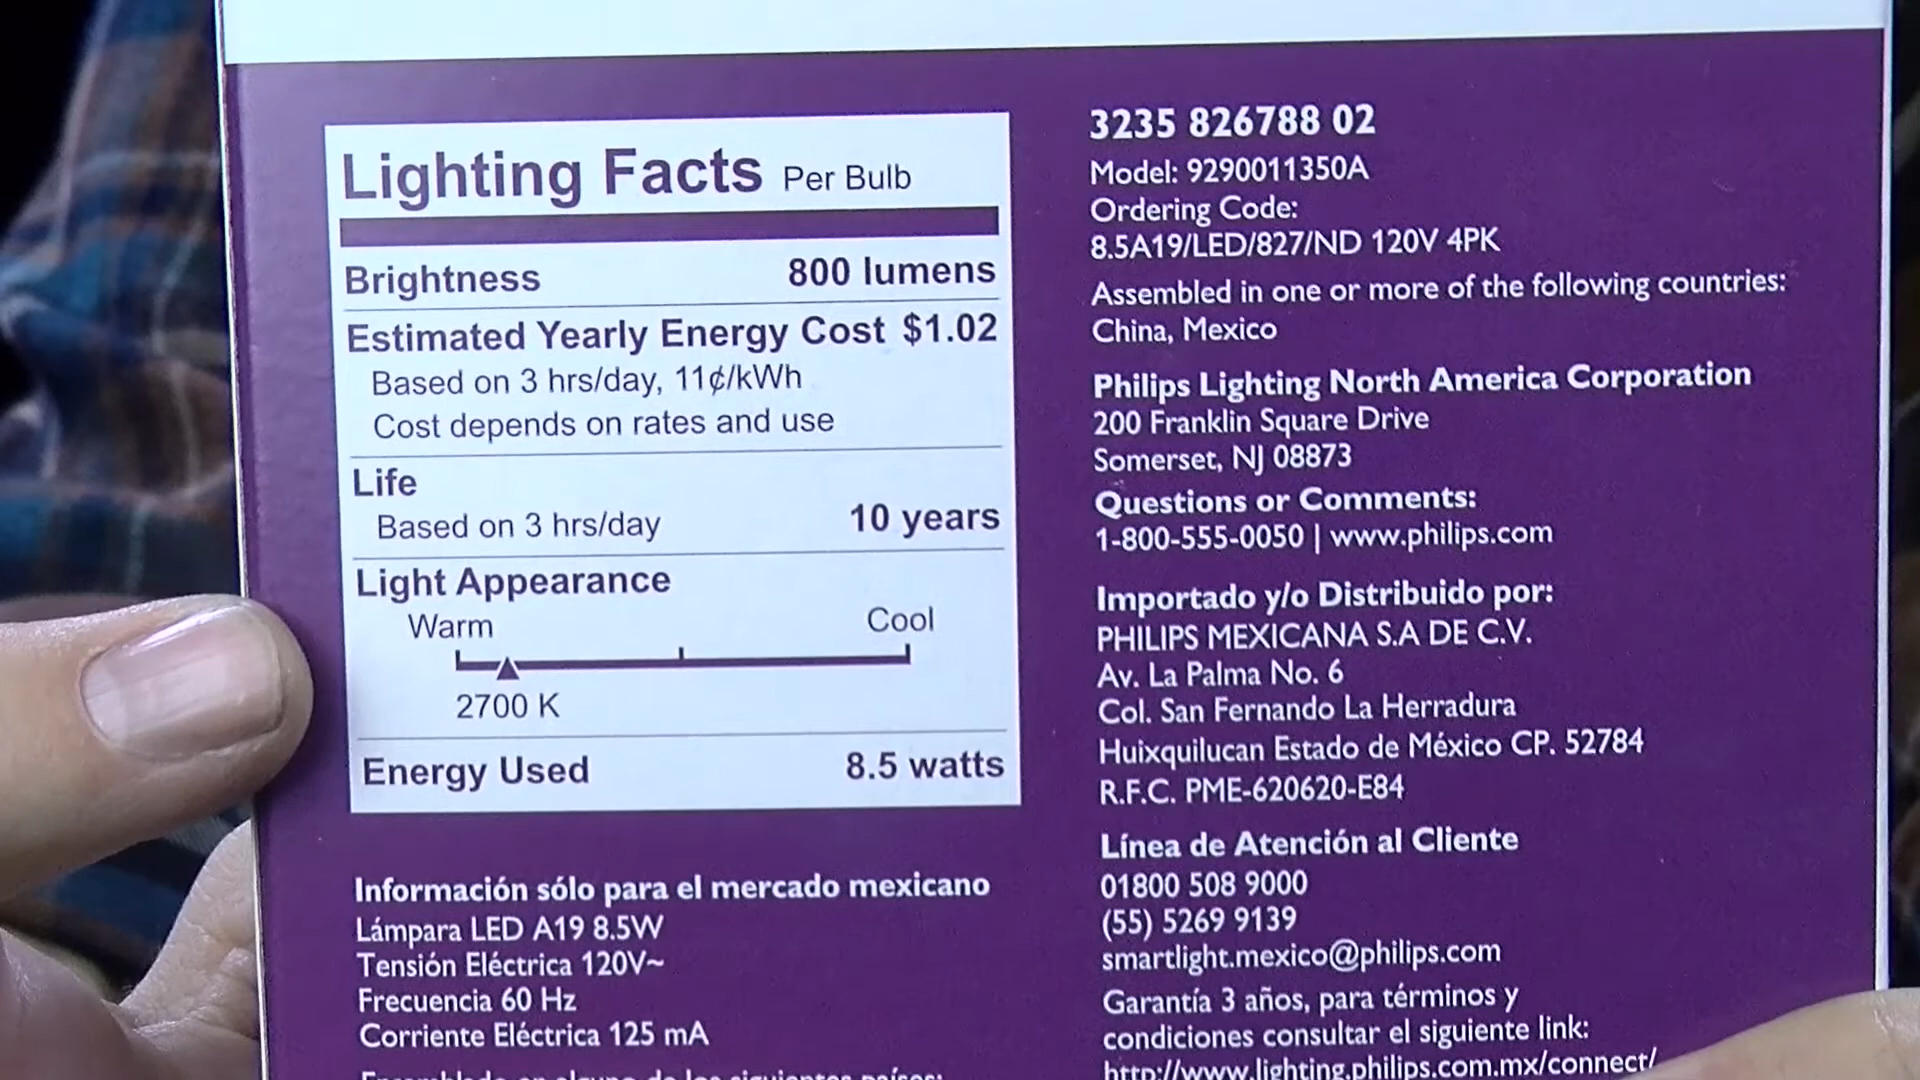 Lighting Facts Per Bulb
Brightness 800 lumens
Estimated Yearly Energy Cost $1.02
Based on 3 hrs/day, 11¢/kWh
Cost depends on rates and use
Life
Based on 3 hrs/day 10 years
Light Appearance
Warm Cool
2700 K
Energy Used 8.5 watts
Información sólo para el mercado mexicano
Lámpara LED A19 8.5W
Tensión Eléctrica 120V~
Frecuencia 60 Hz
Corriente Eléctrica 125 mA
3235 826788 02
Model: 9290011350A
Ordering Code:
8.5A19/LED/827/ND 120V 4PK
Assembled in one or more of the following countries:
China, Mexico
Philips Lighting North America Corporation
200 Franklin Square Drive
Somerset, NJ 08873
Questions or Comments:
1-800-555-0050 | www.philips.com
Importado y/o Distribuido por:
PHILIPS MEXICANA S.A DE C.V.
Av. La Palma No. 6
Col. San Fernando La Herradura
Huixquilucan Estado de México CP. 52784
R.F.C. PME-620620-E84
Línea de Atención al Cliente
01800 508 9000
(55) 5269 9139
smartlight.mexico@philips.com
Garantía 3 años, para términos y
condiciones consultar el siguiente link:
http://www.lighting.philips.com.mx/connect/